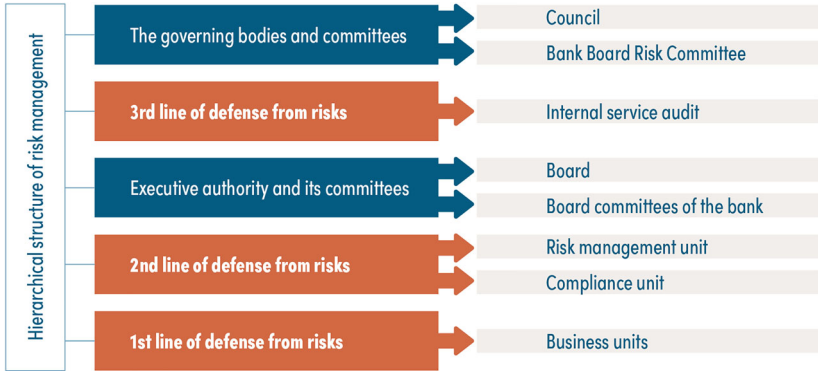 Hierarchical structure of risk management
The governing bodies and committees
Council
Bank Board Risk Committee
3rd line of defense from risks
Internal service audit
Executive authority and its committees
Board
Board committees of the bank
2nd line of defense from risks
Risk management unit
Compliance unit
1st line of defense from risks
Business units